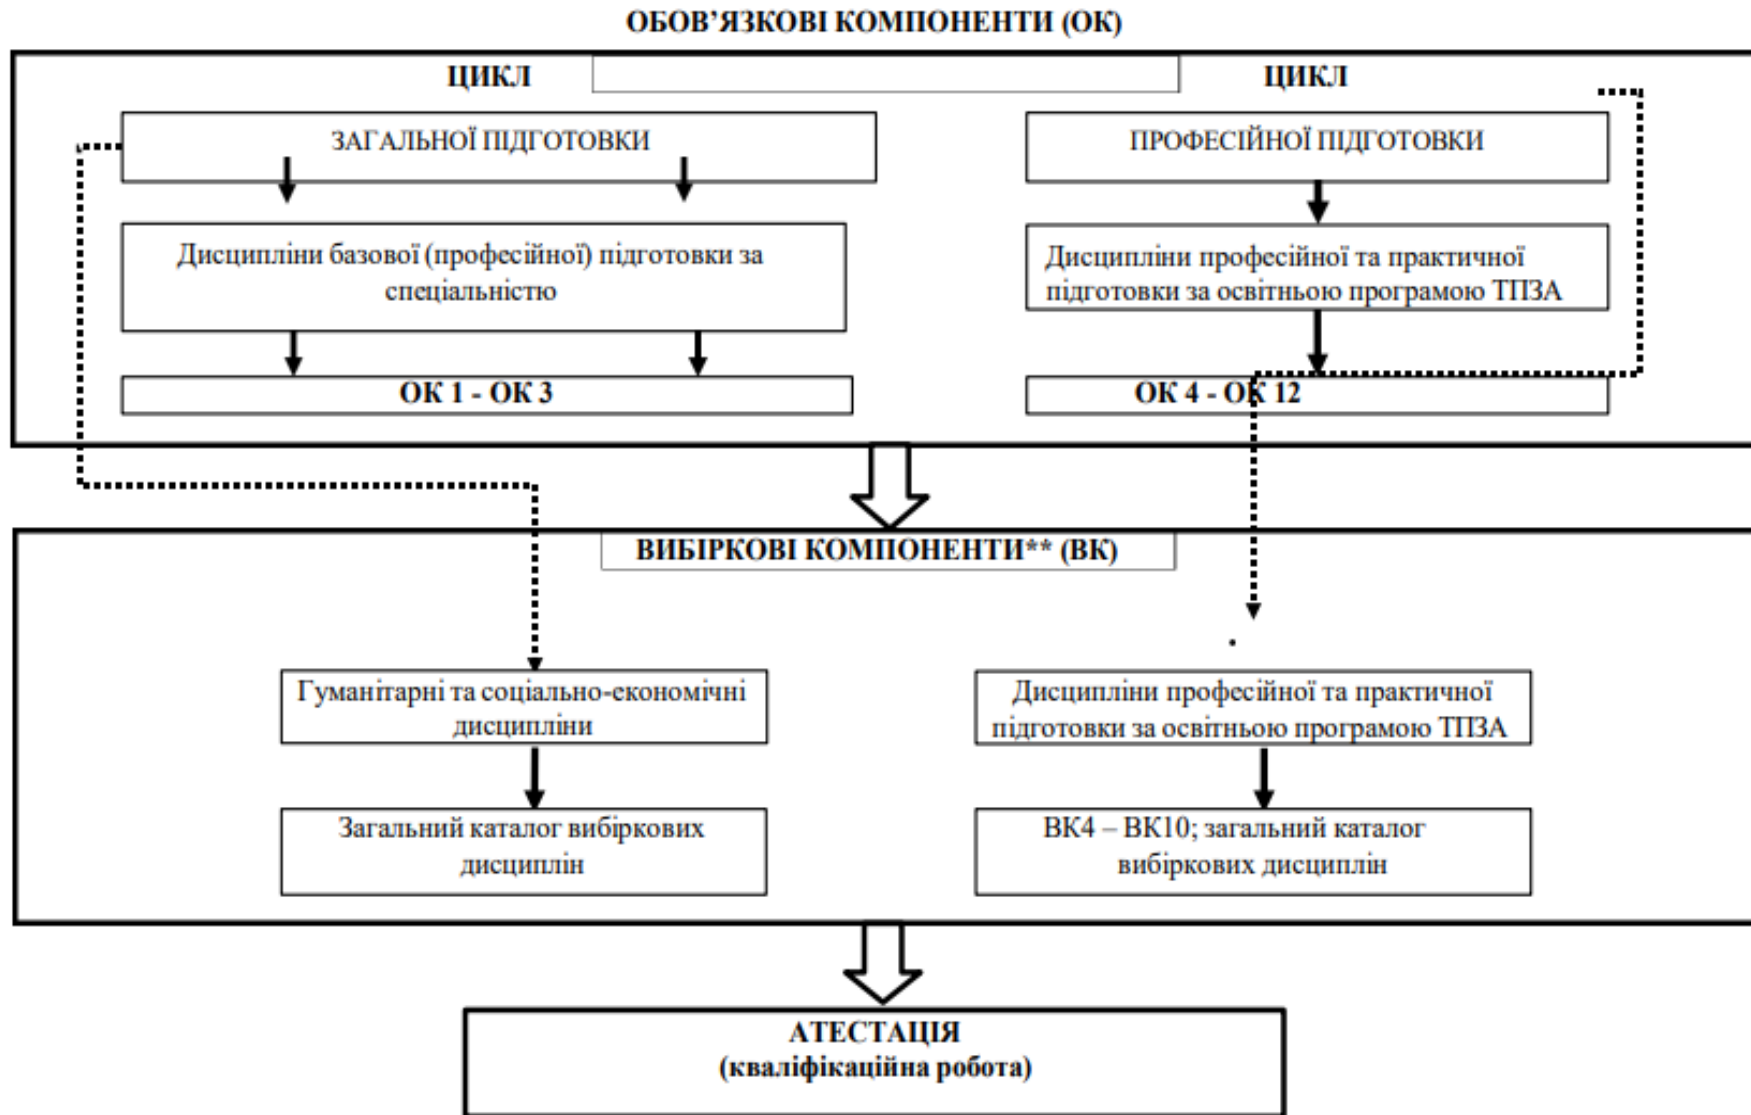 ОБОВ’ЯЗКОВІ КОМПОНЕНТИ (ОК)
ЦИКЛ
ЗАГАЛЬНОЇ ПІДГОТОВКИ
Дисципліни базової (професійної) підготовки за
спеціальністю
ОК 1 - ОК 3
ЦИКЛ
ПРОФЕСІЙНОЇ ПІДГОТОВКИ
Дисципліни професійної та практичної
підготовки за освітньою програмою ТПЗА
ОК 4 - ОК 12
ВИБІРКОВІ КОМПОНЕНТИ** (ВК)
Гуманітарні та соціально-економічні
дисципліни
Загальний каталог вибіркових
дисциплін
.
Дисципліни професійної та практичної
підготовки за освітньою програмою ТПЗА
ВК4 – ВК10; загальний каталог
вибіркових дисциплін
АТЕСТАЦІЯ
(кваліфікаційна робота)